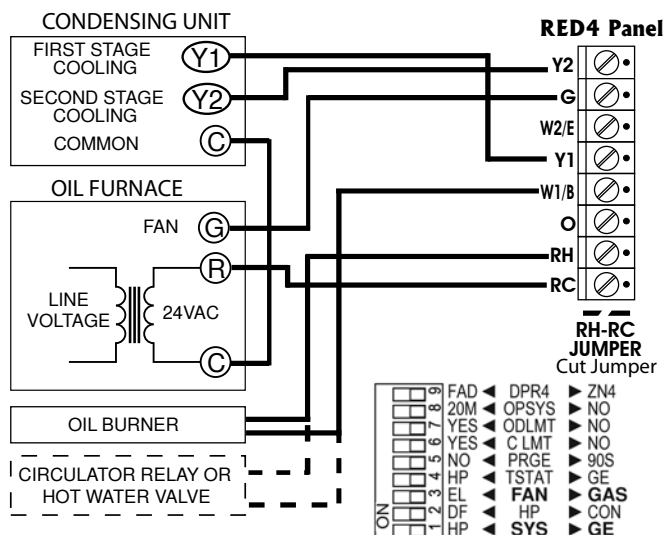 CONDENSING UNIT
FIRST STAGE
COOLING
Y1
SECOND STAGE
COOLING
Y2
COMMON
C
OIL FURNACE
FAN
G
R
LINE
VOLTAGE
24VAC
C
OIL BURNER
CIRCULATOR RELAY OR
HOT WATER VALVE
RED4 Panel
Y2
G
W2/E
Y1
W1/B
O
RH
RC
RH-RC
JUMPER
Cut Jumper
ON
9 FAD ◄ DPR4 ► ZN4
8 20M ◄ OPSYS ► NO
7 YES ◄ ODLMT ► NO
6 YES ◄ C LMT ► NO
5 NO ◄ PRGE ► 90S
4 HP ◄ TSTAT ► GE
3 EL ◄ FAN ► GAS
2 DF ◄ HP ► CON
1 HP ◄ SYS ► GE